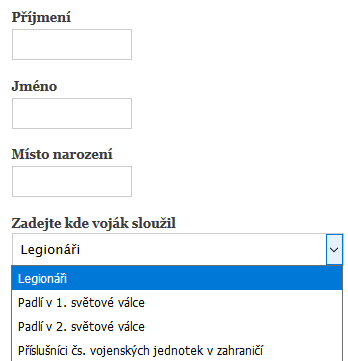 Příjmení
Jméno
Místo narození
Zadejte kde voják sloužil
Legionáři
Legionáři
Padlí v 1. světové válce
Padlí v 2. světové válce
Příslušníci čs. vojenských jednotek v zahraničí